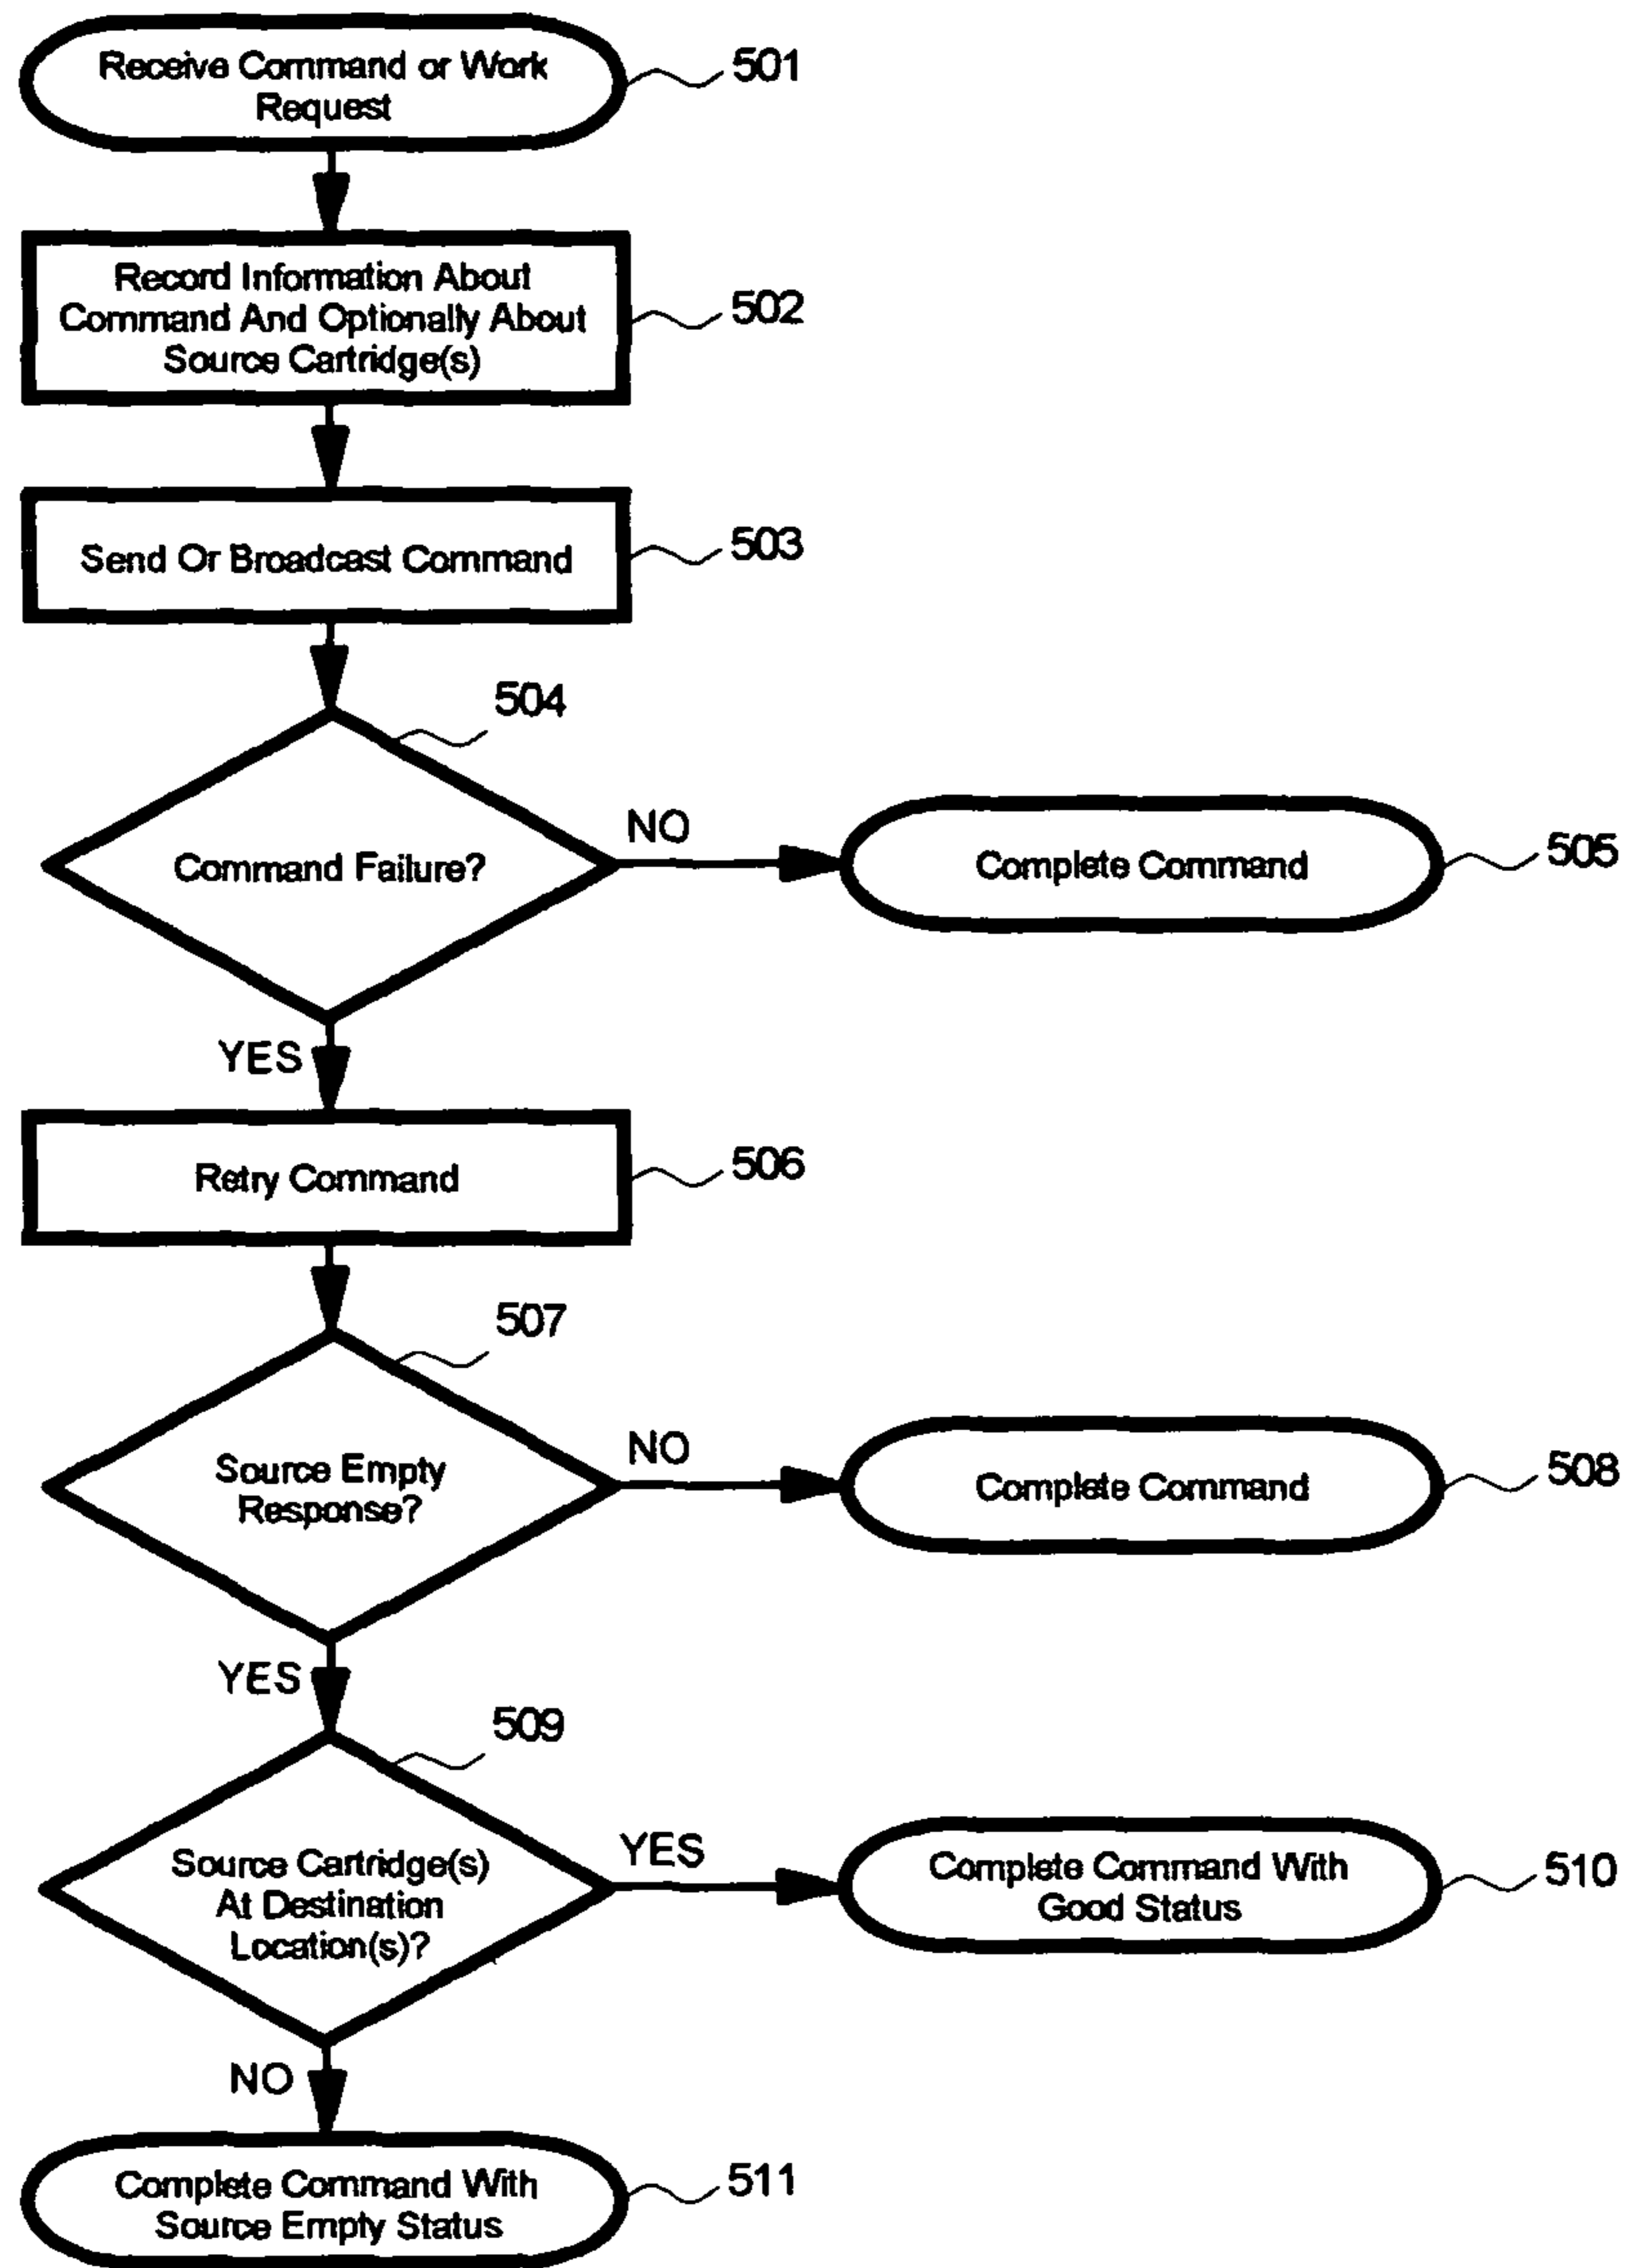 Receive Command or Work
Request
501
Record Information About
Command And Optionally About
Source Cartridge(s)
502
Send Or Broadcast Command
503
504
Command Failure?
NO
Complete Command
505
YES
Retry Command
506
507
Source Empty
Response?
NO
Complete Command
508
YES
509
Source Cartridge(s)
At Destination
Location(s)?
YES
Complete Command With
Good Status
510
NO
Complete Command With
Source Empty Status
511